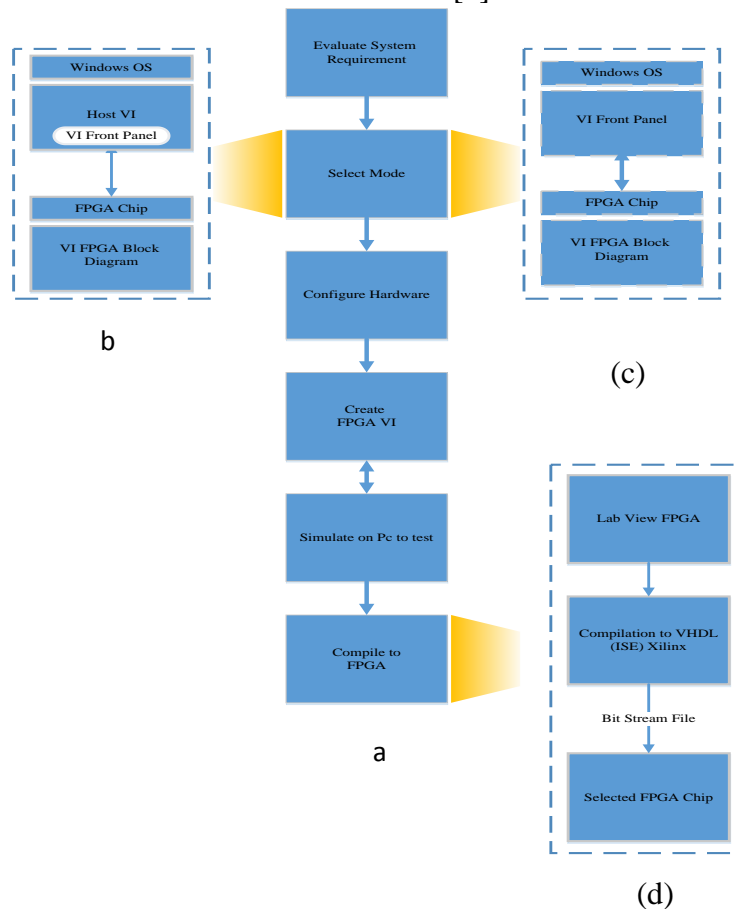 Evaluate System
Requirement
Windows OS
Host VI
VI Front Panel
FPGA Chip
VI FPGA Block
Diagram
b
Select Mode
Windows OS
VI Front Panel
FPGA Chip
VI FPGA Block
Diagram
(c)
Configure Hardware
Create
FPGA VI
Simulate on Pc to test
Compile to
FPGA
a
Lab View FPGA
Compilation to VHDL
(ISE) Xilinx
Bit Stream File
Selected FPGA Chip
(d)